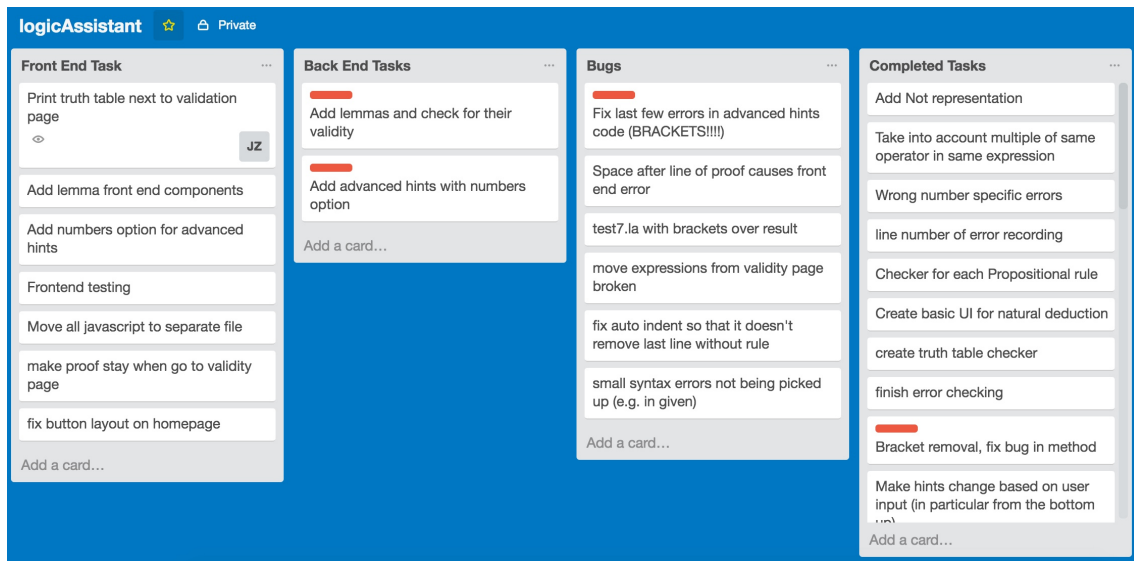 logicAssistant
Private
Front End Task
Print truth table next to validation
page
JZ
Add lemma front end components
Add numbers option for advanced
hints
Frontend testing
Move all javascript to separate file
make proof stay when go to validity
page
fix button layout on homepage
Add a card…
Back End Tasks
Add lemmas and check for their
validity
Add advanced hints with numbers
option
Add a card…
Bugs
Fix last few errors in advanced hints
code (BRACKETS!!!!)
Space after line of proof causes front
end error
test7.la with brackets over result
move expressions from validity page
broken
fix auto indent so that it doesn't
remove last line without rule
small syntax errors not being picked
up (e.g. in given)
Add a card…
Completed Tasks
Add Not representation
Take into account multiple of same
operator in same expression
Wrong number specific errors
line number of error recording
Checker for each Propositional rule
Create basic UI for natural deduction
create truth table checker
finish error checking
Bracket removal, fix bug in method
Make hints change based on user
input (in particular from the bottom
up)
Add a card…